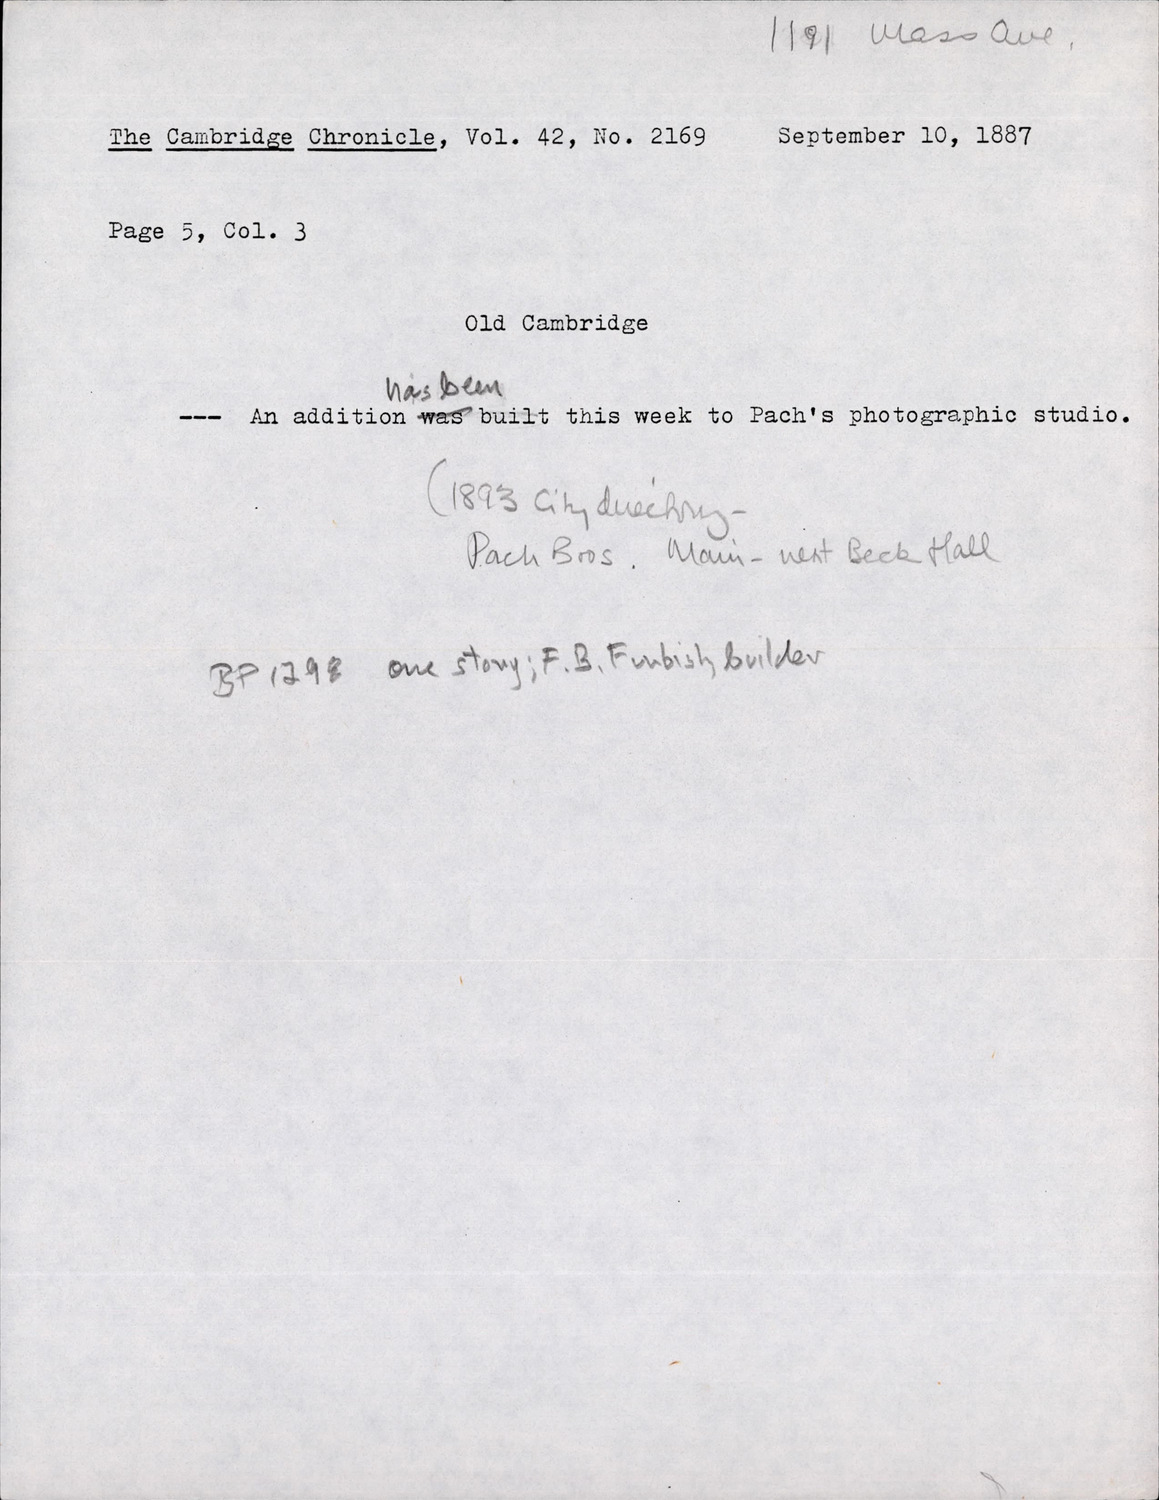 1191 Mass Ave.
The Cambridge Chronicle, Vol. 42, No. 2169 September 10, 1887
Page 5, Col. 3
Old Cambridge
has been
--- An addition was built this week to Pach's photographic studio.
(1893 City directory-
Pach Bros. Main - next Beck Hall
BP 1298 one story; F.B. Furbish, builder